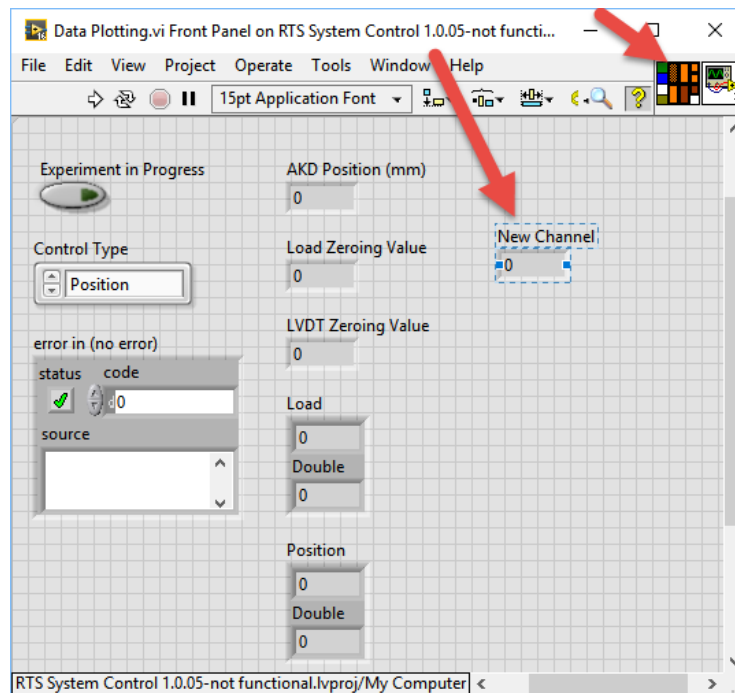 Data Plotting.vi Front Panel on RTS System Control 1.0.05-not functi...
File Edit View Project Operate Tools Window Help
15pt Application Font
?
Experiment in Progress
AKD Position (mm)
0
New Channel
0
Control Type
Position
Load Zeroing Value
0
LVDT Zeroing Value
0
error in (no error)
status code
d0
source
Load
0
Double
0
Position
0
Double
0
RTS System Control 1.0.05-not functional.lvproj/My Computer